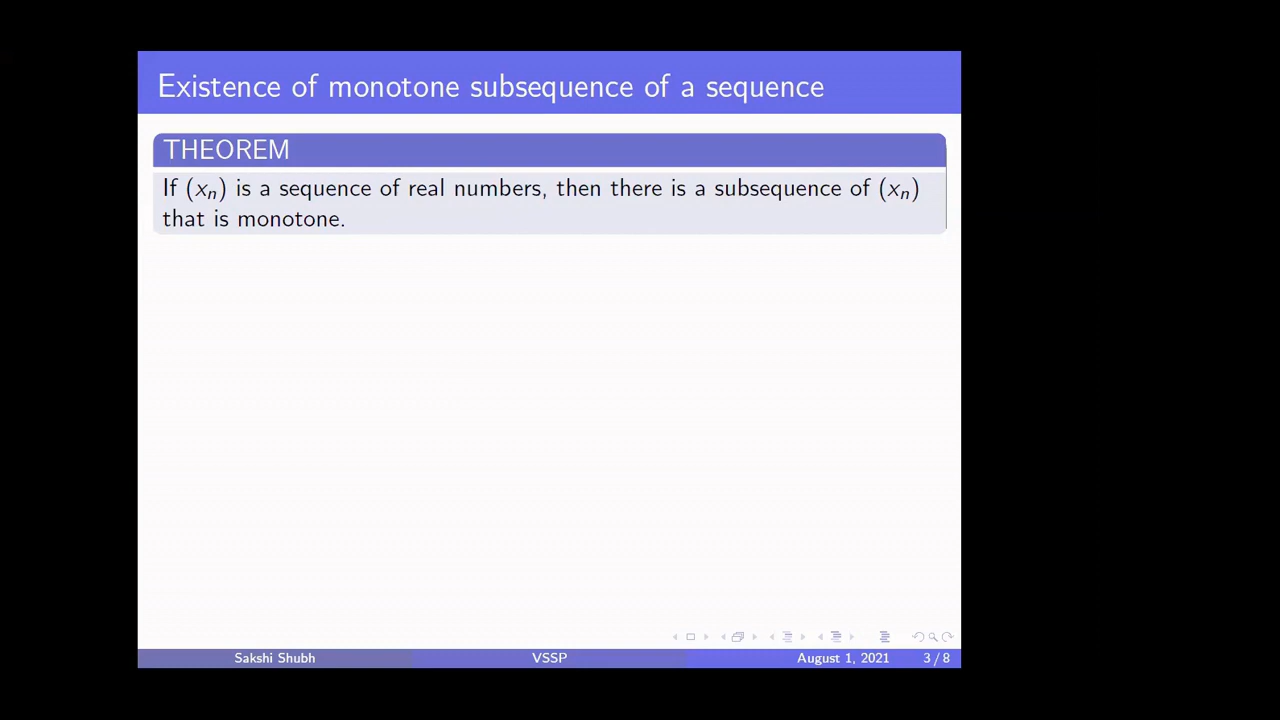 Existence of monotone subsequence of a sequence
THEOREM
If (xₙ) is a sequence of real numbers, then there is a subsequence of (xₙ)
that is monotone.
Sakshi Shubh VSSP August 1, 2021 3 / 8